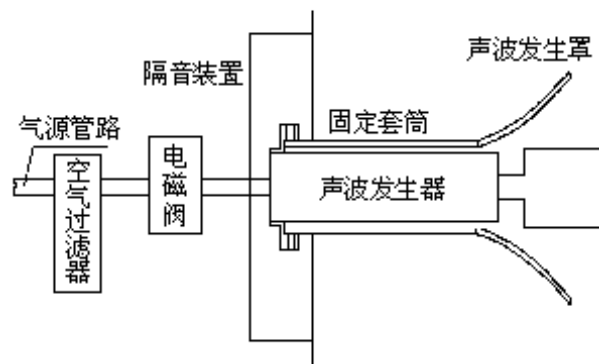 声波发生罩
隔音装置
固定套筒
气源管路
空气过滤器
电磁阀
声波发生器